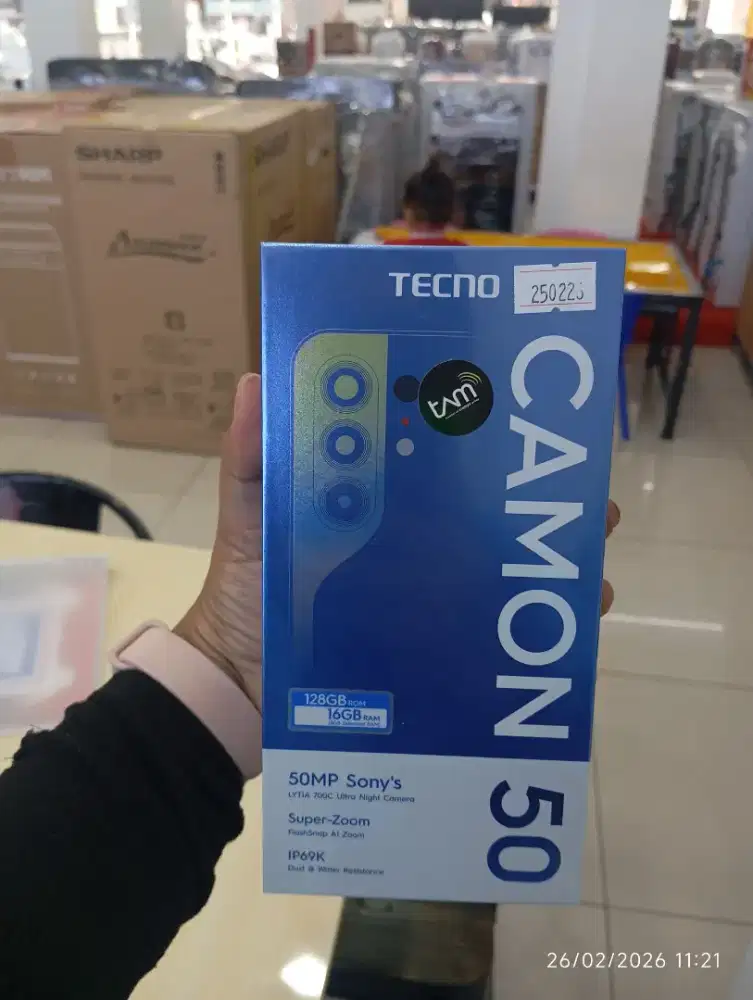 SHARP
TECNO
250223
tam
CAMON 50
128GB ROM
16GB RAM
50MP Sony's
LYTIA 700C Ultra Night Camera
Super-Zoom
FlashSnap AI Zoom
IP69K
Dust & Water Resistance
26/02/2026 11:21